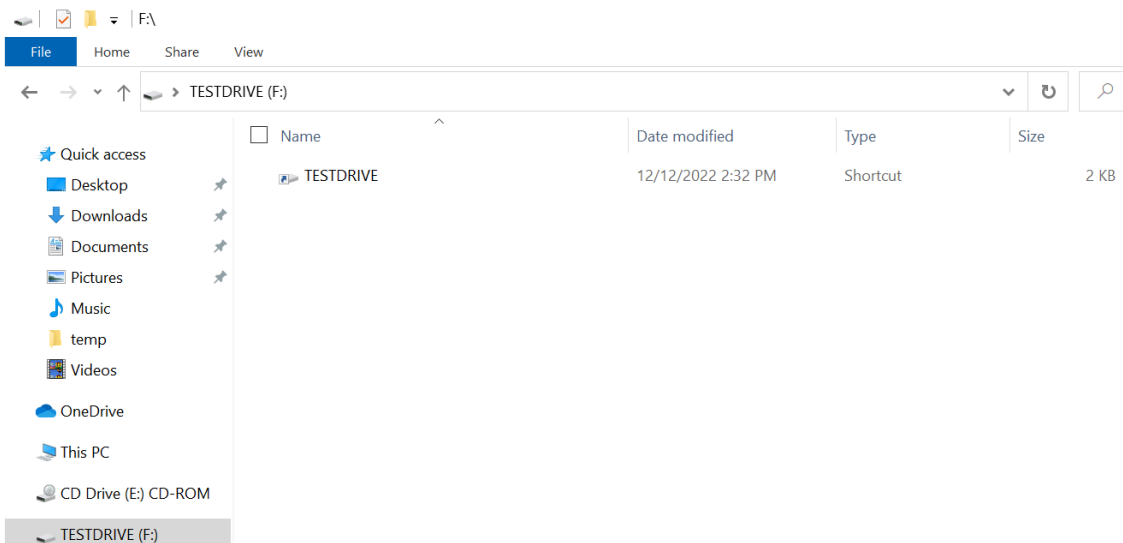 F:\
File Home Share View
TESTDRIVE (F:)
Name Date modified Type Size
TESTDRIVE 12/12/2022 2:32 PM Shortcut 2 KB
Quick access
Desktop
Downloads
Documents
Pictures
Music
temp
Videos
OneDrive
This PC
CD Drive (E:) CD-ROM
TESTDRIVE (F:)